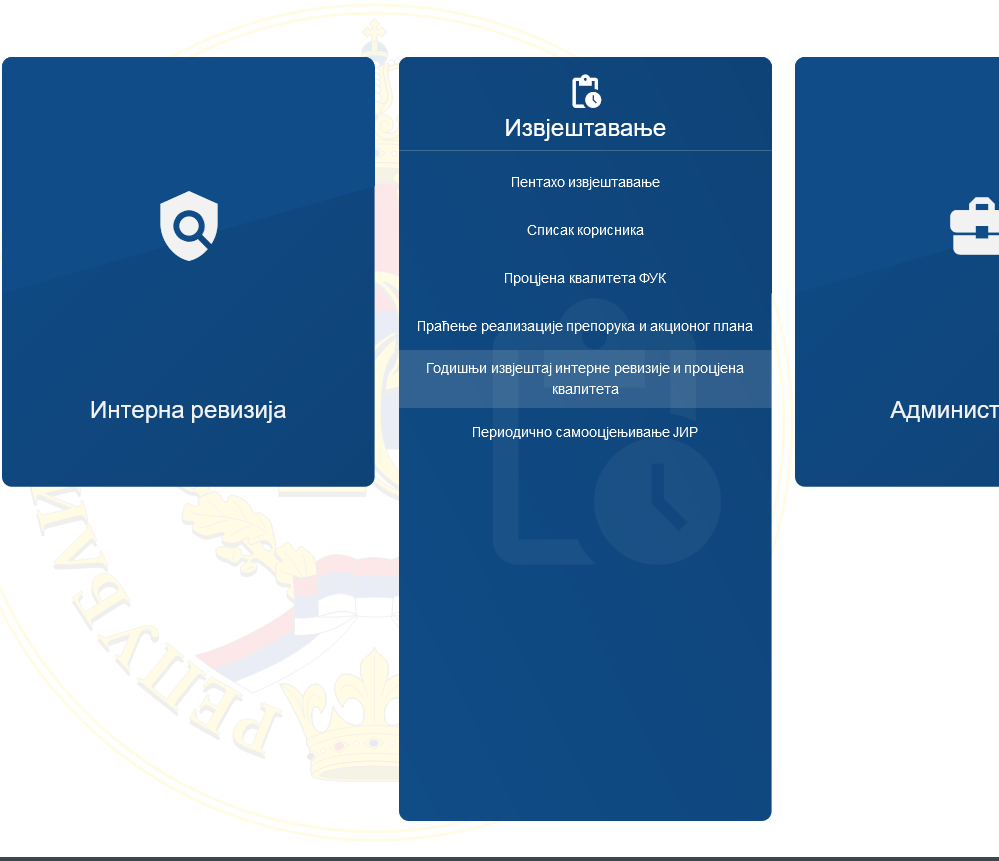 Извјештавање
Пентахо извјештавање
Списак корисника
Процјена квалитета ФУК
Праћење реализације препорука и акционог плана
Годишњи извјештај интерне ревизије и процјена
квалитета
Периодично самооцјењивање ЈИР
Интерна ревизија
Админист
РЕПУБЛИ